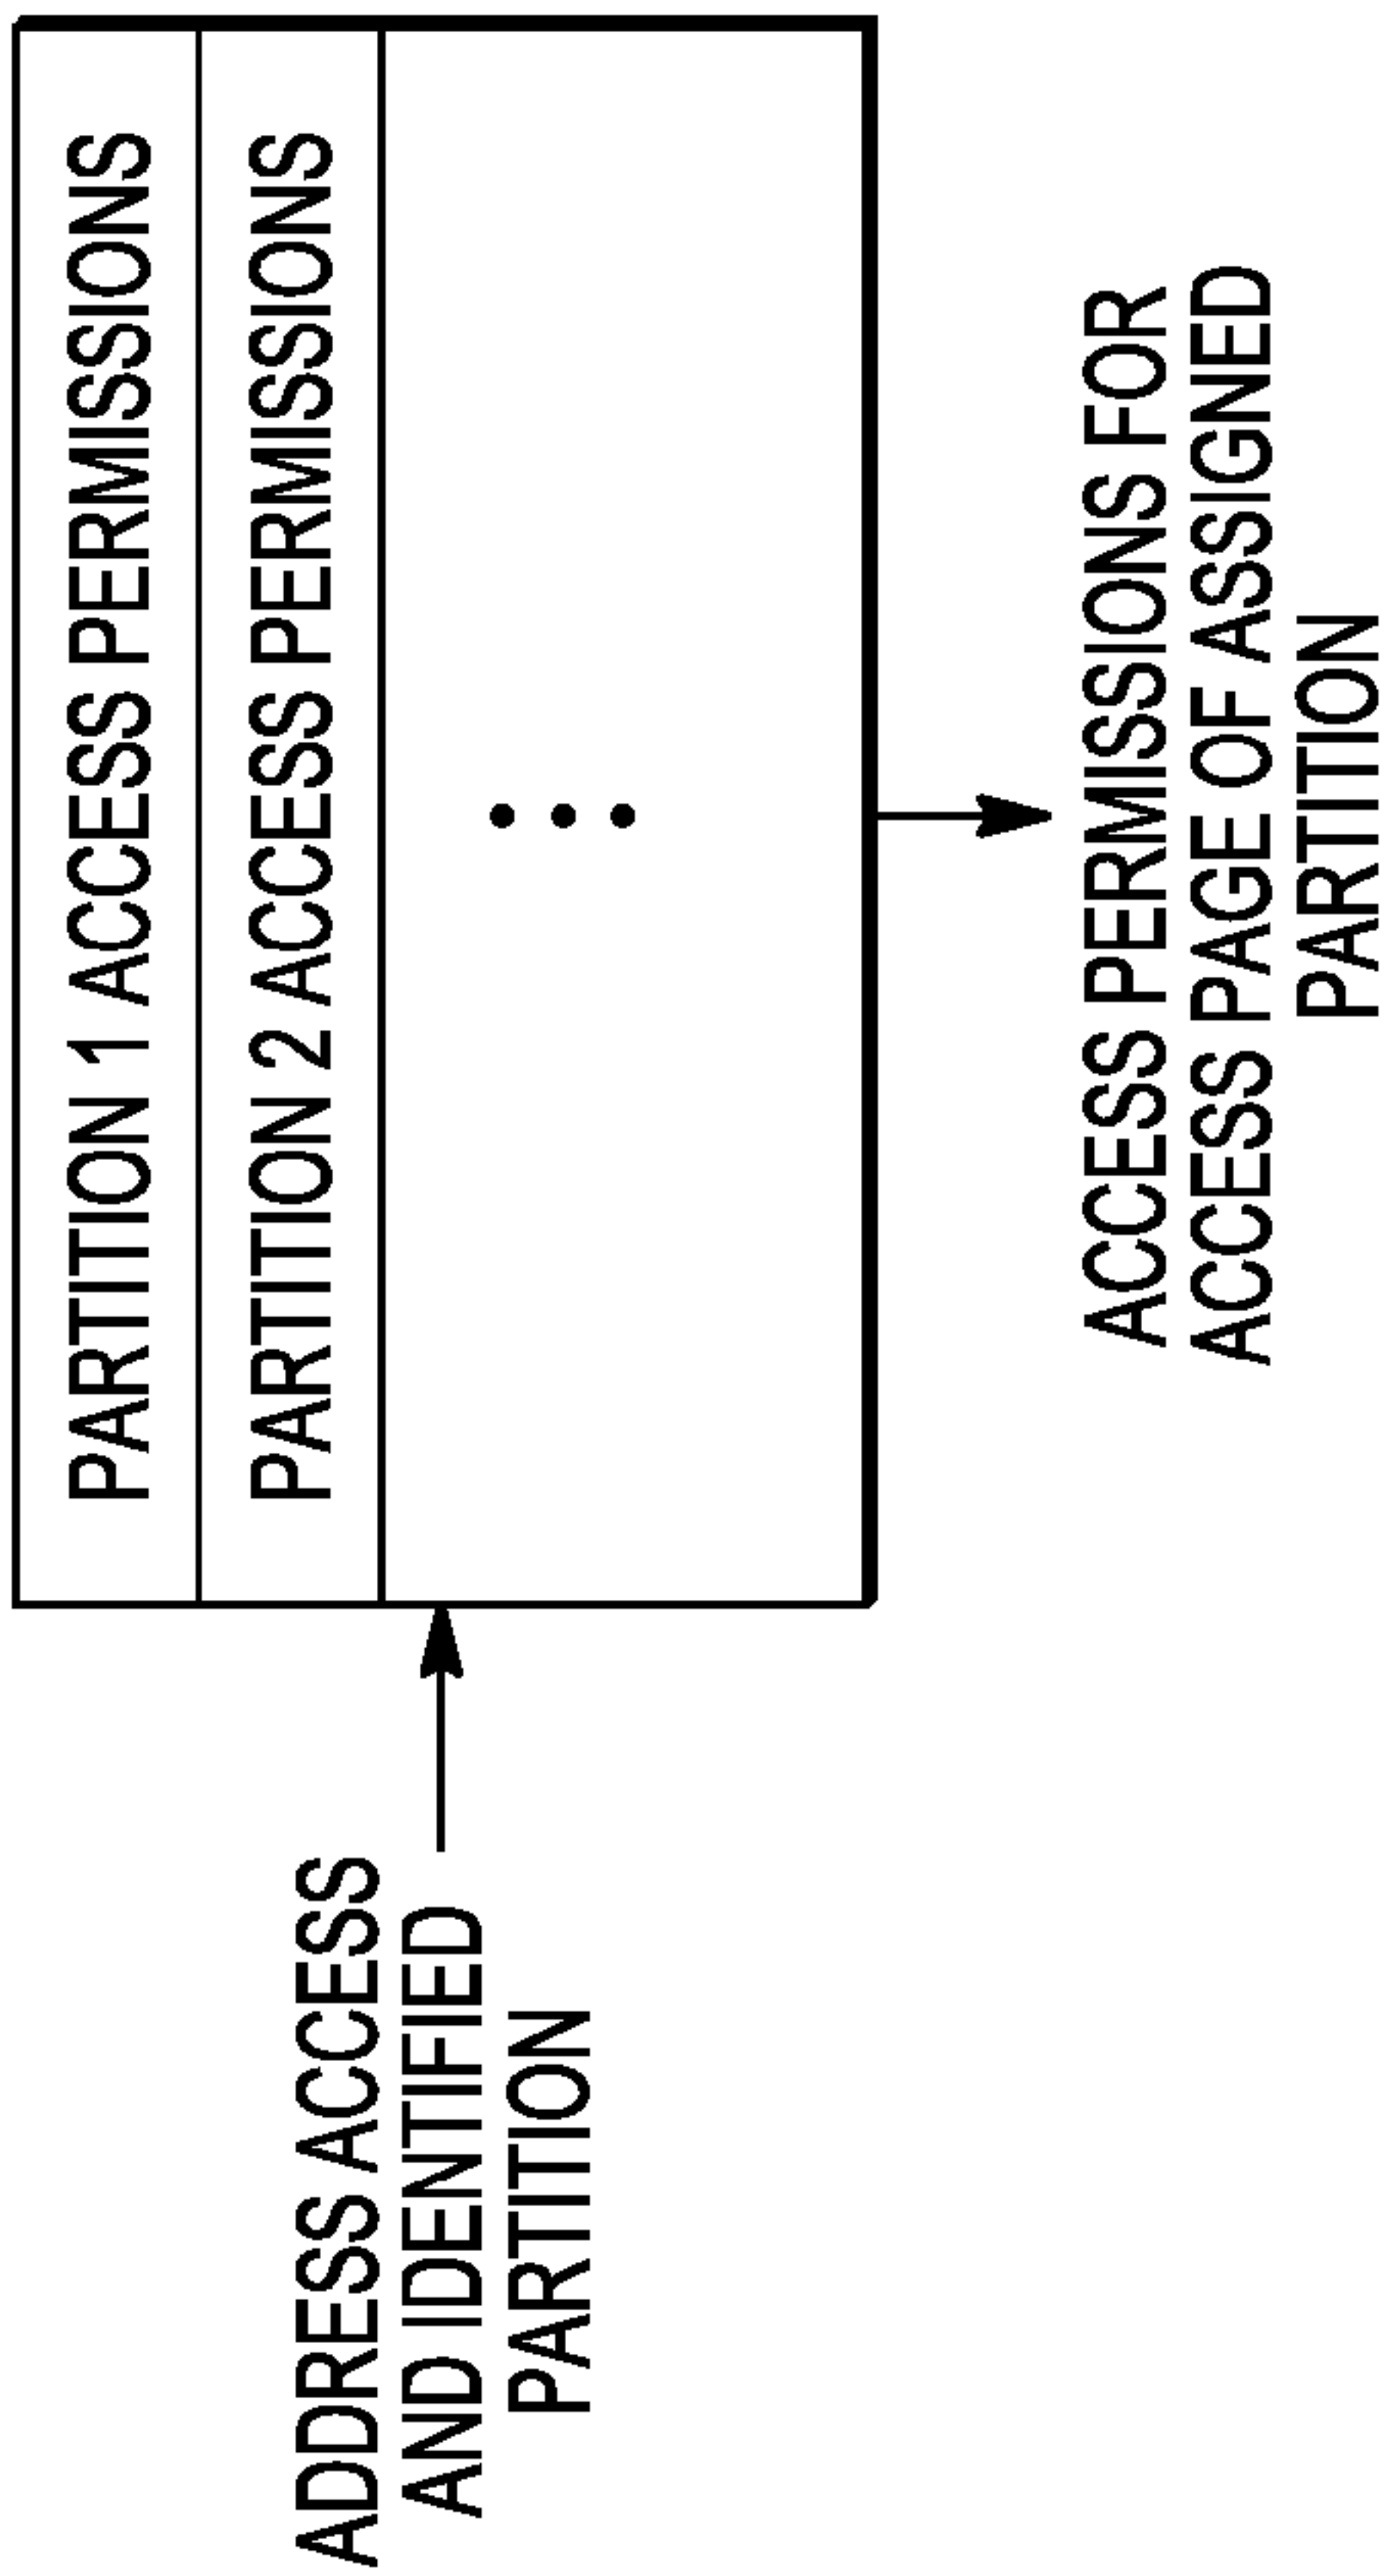 PARTITION 1 ACCESS PERMISSIONS
PARTITION 2 ACCESS PERMISSIONS
ADDRESS ACCESS
AND IDENTIFIED
PARTITION
ACCESS PERMISSIONS FOR
ACCESS PAGE OF ASSIGNED
PARTITION